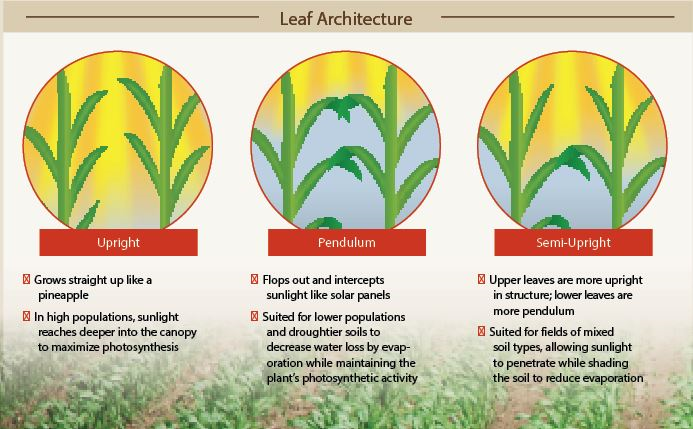 Leaf Architecture
Upright
Grows straight up like a
pineapple
In high populations, sunlight
reaches deeper into the canopy
to maximize photosynthesis
Pendulum
Flops out and intercepts
sunlight like solar panels
Suited for lower populations
and droughtier soils to
decrease water loss by evap-
oration while maintaining the
plant's photosynthetic activity
Semi-Upright
Upper leaves are more upright
in structure; lower leaves are
more pendulum
Suited for fields of mixed
soil types, allowing sunlight
to penetrate while shading
the soil to reduce evaporation